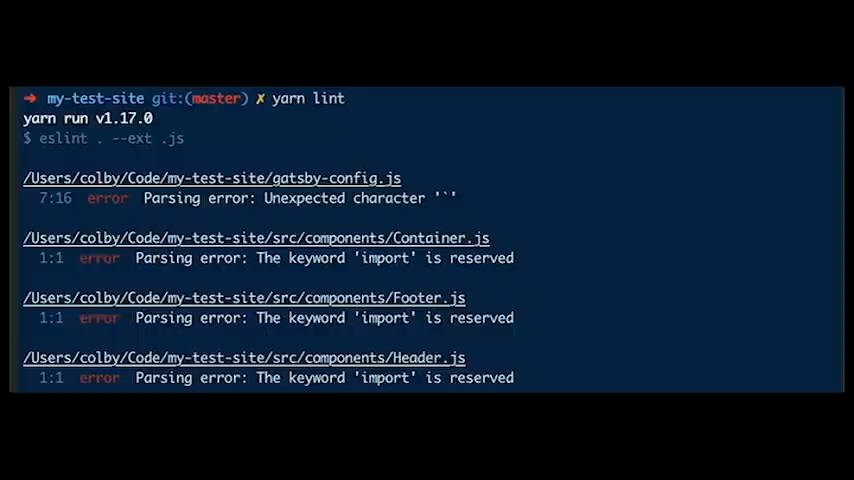 ➜ my-test-site git:(master) ✗ yarn lint
yarn run v1.17.0
$ eslint . --ext .js
/Users/colby/Code/my-test-site/gatsby-config.js
7:16 error Parsing error: Unexpected character '`'
/Users/colby/Code/my-test-site/src/components/Container.js
1:1 error Parsing error: The keyword 'import' is reserved
/Users/colby/Code/my-test-site/src/components/Footer.js
1:1 error Parsing error: The keyword 'import' is reserved
/Users/colby/Code/my-test-site/src/components/Header.js
1:1 error Parsing error: The keyword 'import' is reserved